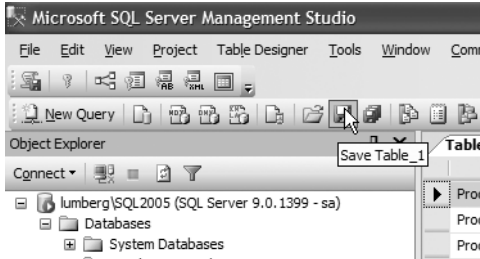 Microsoft SQL Server Management Studio
File Edit View Project Table Designer Tools Window Comm
New Query
Object Explorer
Table
Save Table_1
Connect
Proc
lumberg\SQL2005 (SQL Server 9.0.1399 - sa)
Databases
Proc
System Databases
Proc